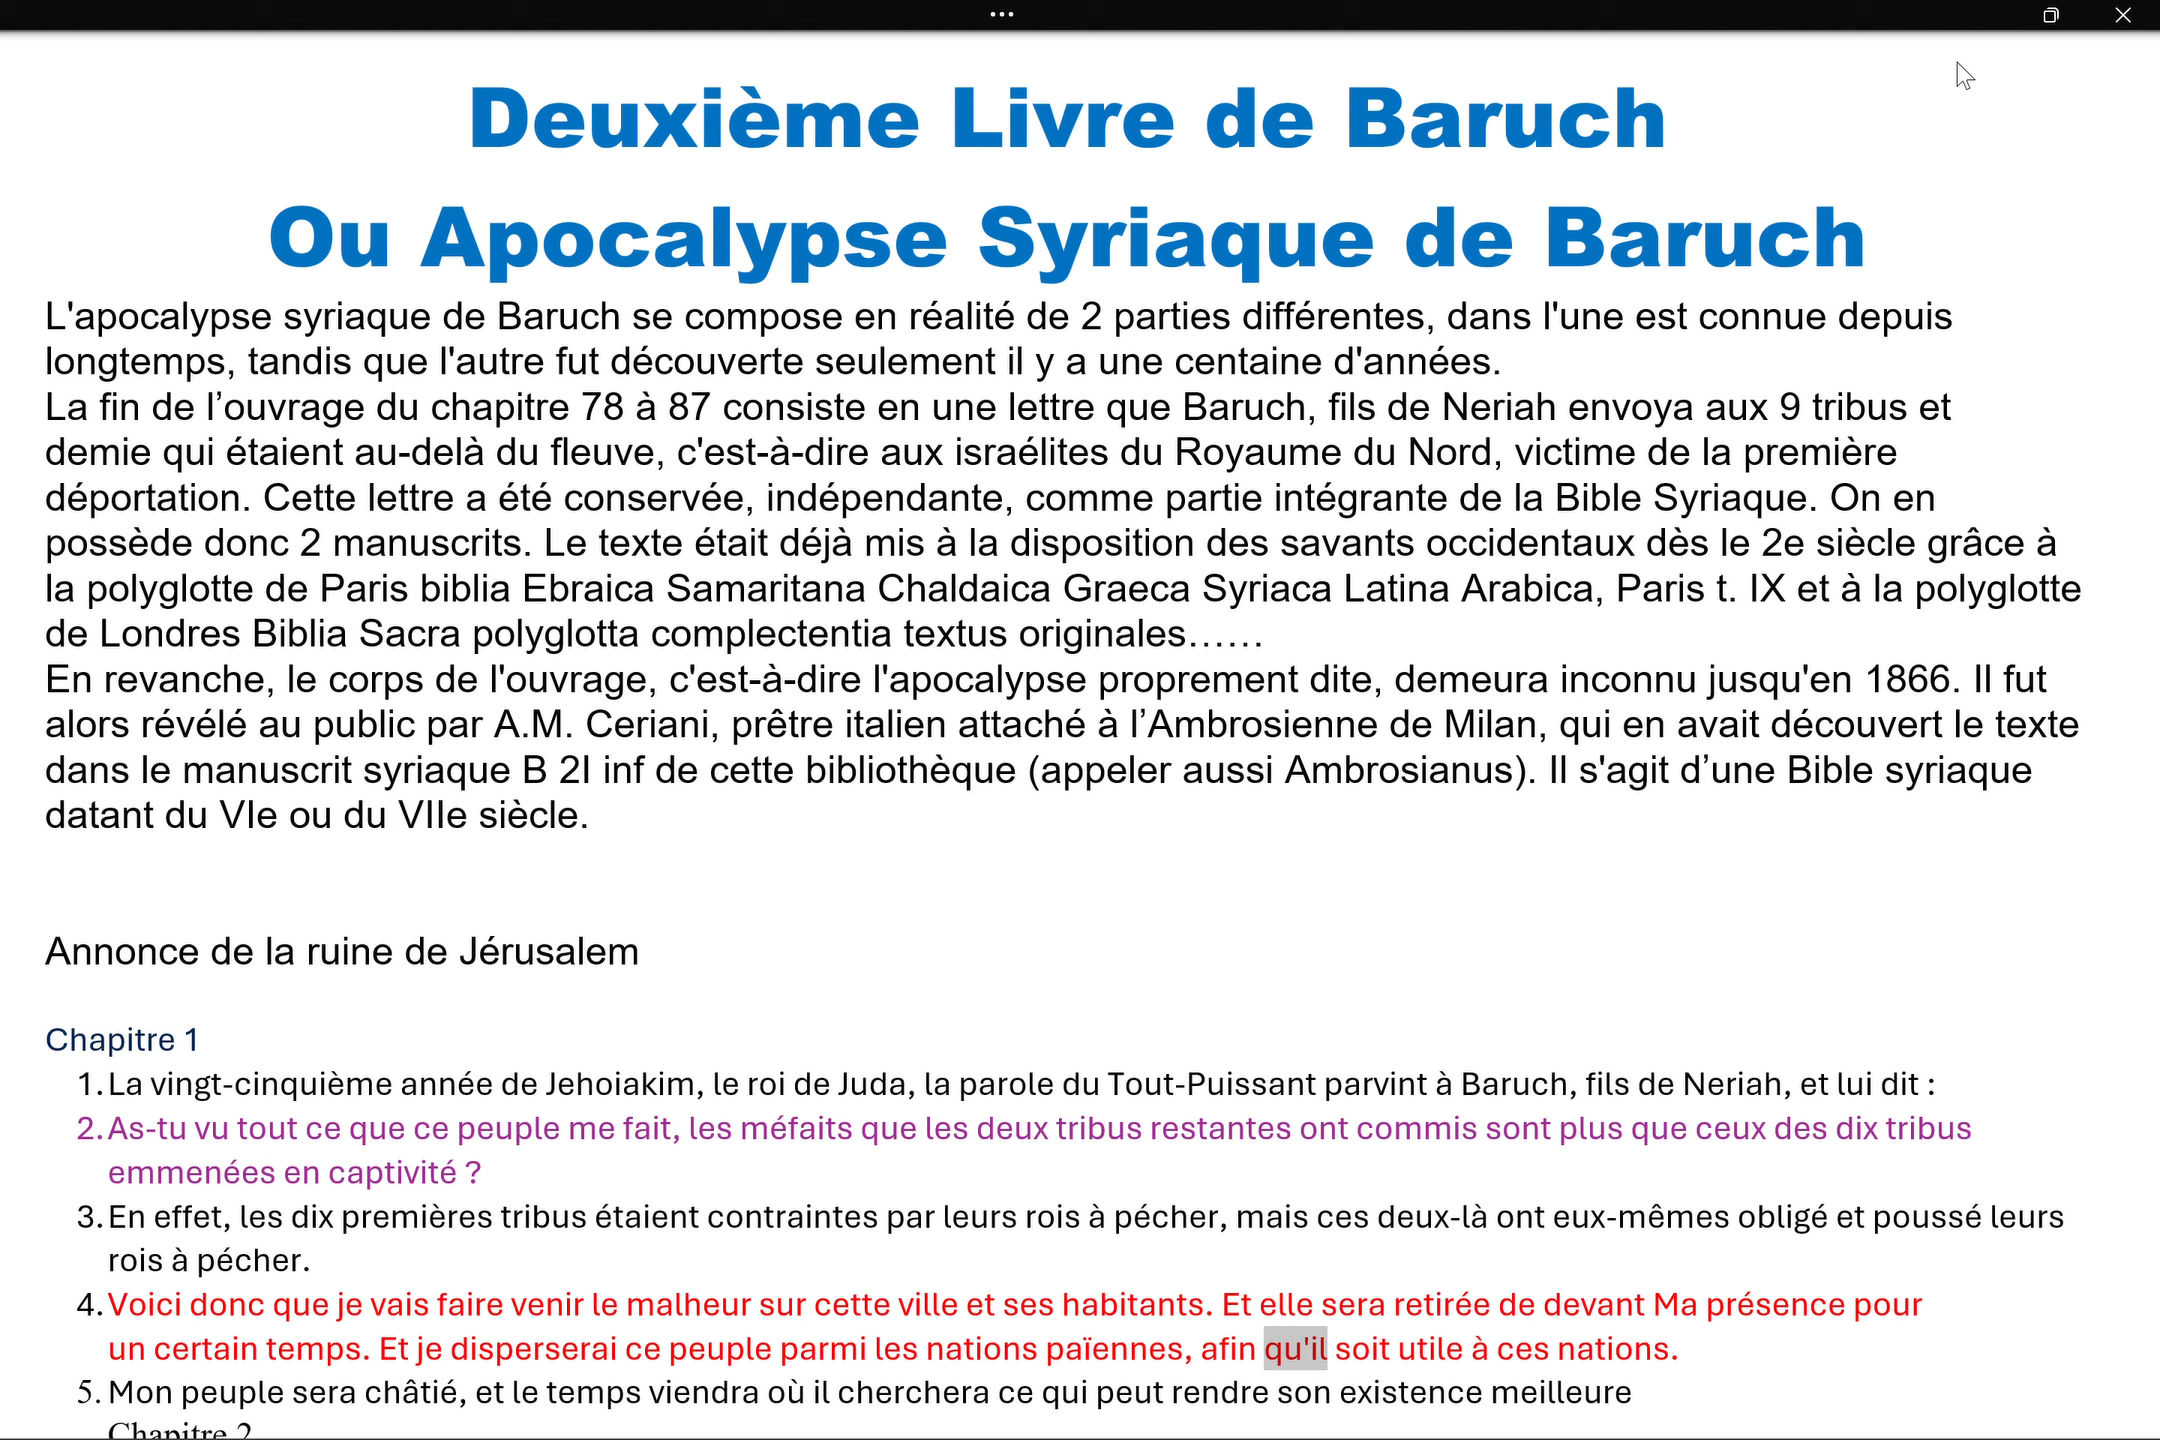 Deuxième Livre de Baruch
Ou Apocalypse Syriaque de Baruch
L'apocalypse syriaque de Baruch se compose en réalité de 2 parties différentes, dans l'une est connue depuis
longtemps, tandis que l'autre fut découverte seulement il y a une centaine d'années.
La fin de l’ouvrage du chapitre 78 à 87 consiste en une lettre que Baruch, fils de Neriah envoya aux 9 tribus et
demie qui étaient au-delà du fleuve, c'est-à-dire aux israélites du Royaume du Nord, victime de la première
déportation. Cette lettre a été conservée, indépendante, comme partie intégrante de la Bible Syriaque. On en
possède donc 2 manuscrits. Le texte était déjà mis à la disposition des savants occidentaux dès le 2e siècle grâce à
la polyglotte de Paris biblia Ebraica Samaritana Chaldaica Graeca Syriaca Latina Arabica, Paris t. IX et à la polyglotte
de Londres Biblia Sacra polyglotta complectentia textus originales……
En revanche, le corps de l'ouvrage, c'est-à-dire l'apocalypse proprement dite, demeura inconnu jusqu'en 1866. Il fut
alors révélé au public par A.M. Ceriani, prêtre italien attaché à l’Ambrosienne de Milan, qui en avait découvert le texte
dans le manuscrit syriaque B 2I inf de cette bibliothèque (appeler aussi Ambrosianus). Il s'agit d’une Bible syriaque
datant du VIe ou du VIIe siècle.
Annonce de la ruine de Jérusalem
Chapitre 1
1. La vingt-cinquième année de Jehoiakim, le roi de Juda, la parole du Tout-Puissant parvint à Baruch, fils de Neriah, et lui dit :
2. As-tu vu tout ce que ce peuple me fait, les méfaits que les deux tribus restantes ont commis sont plus que ceux des dix tribus
emmenées en captivité ?
3. En effet, les dix premières tribus étaient contraintes par leurs rois à pécher, mais ces deux-là ont eux-mêmes obligé et poussé leurs
rois à pécher.
4. Voici donc que je vais faire venir le malheur sur cette ville et ses habitants. Et elle sera retirée de devant Ma présence pour
un certain temps. Et je disperserai ce peuple parmi les nations païennes, afin qu'il soit utile à ces nations.
5. Mon peuple sera châtié, et le temps viendra où il cherchera ce qui peut rendre son existence meilleure
Chapitre 2